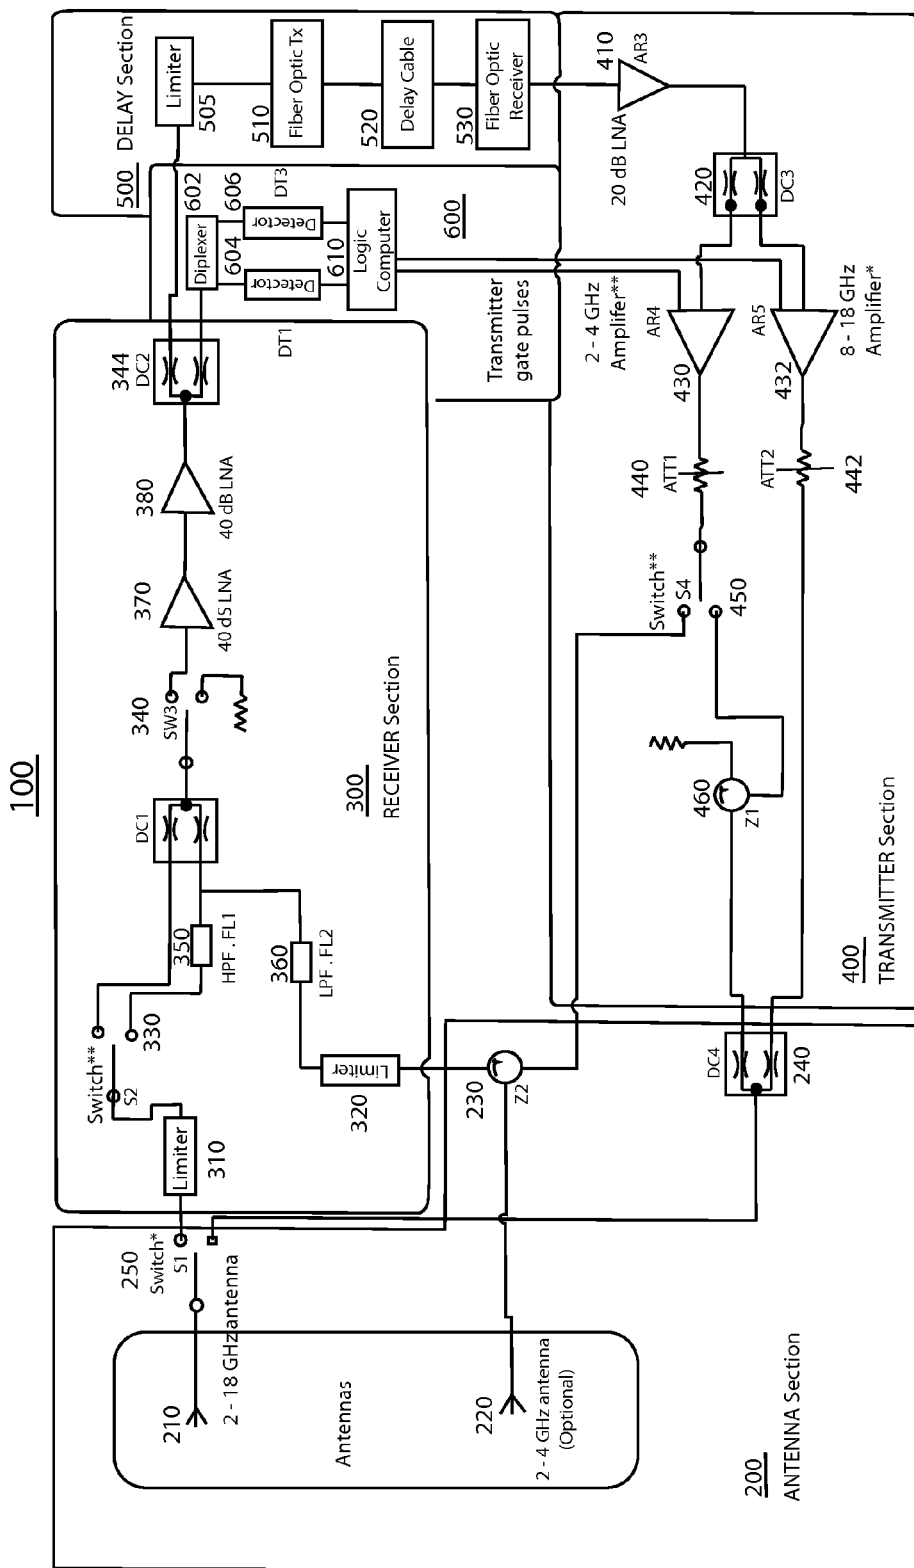 100
500
DELAY Section
Limiter
505
510
Fiber Optic Tx
520
Delay Cable
530
Fiber Optic
Receiver
602
Diplexer
606
604
DT3
Detector
Detector
610
Logic
Computer
600
DT1
Transmitter
gate pulses
344
DC2
380
40 dB LNA
370
40 dS LNA
340
SW3
DC1
300
RECEIVER Section
350
HPF . FL1
360
LPF . FL2
330
Switch**
S2
310
Limiter
320
Limiter
250
Switch*
S1
230
Z2
210
2 - 18 GHz antenna
Antennas
220
2 - 4 GHz antenna
(Optional)
200
ANTENNA Section
410
AR3
20 dB LNA
420
DC3
2 - 4 GHz
Amplifier**
AR4
430
8 - 18 GHz
Amplifier*
AR5
432
440
ATT1
ATT2
442
Switch**
S4
450
460
Z1
400
TRANSMITTER Section
DC4
240